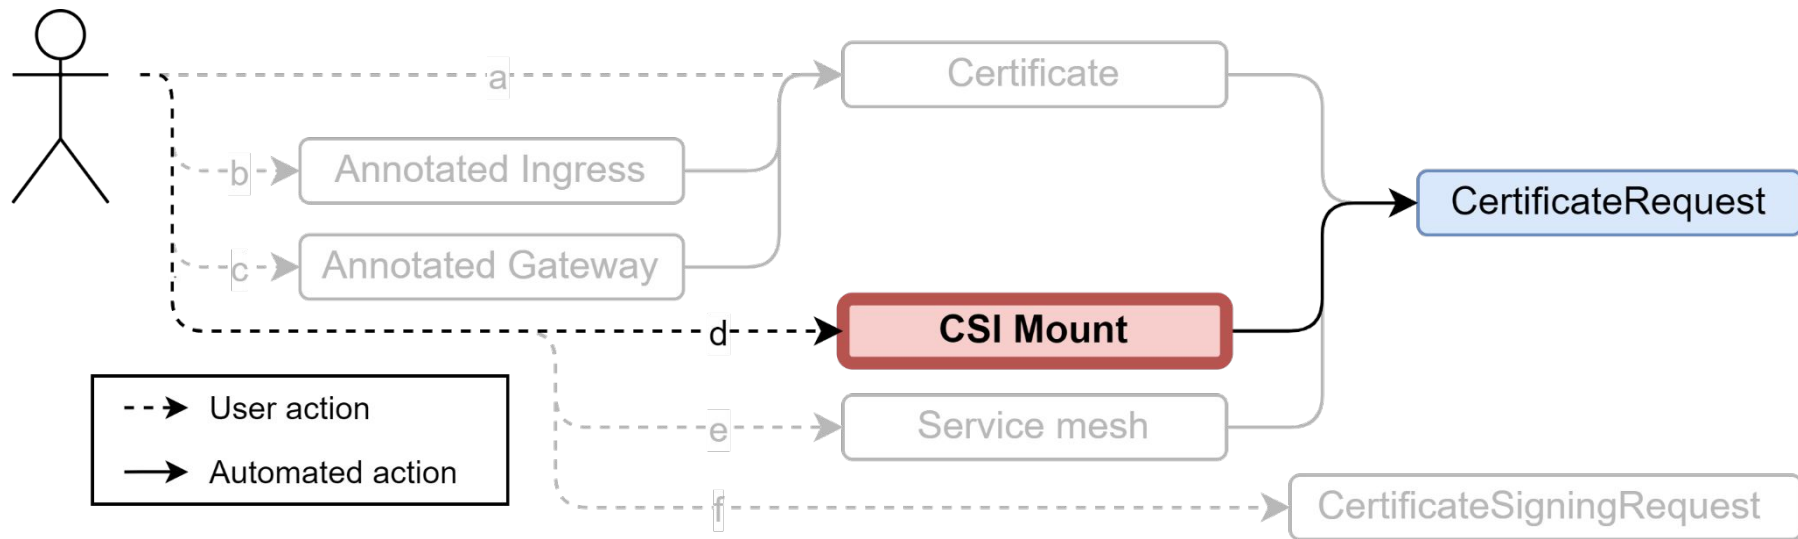 a
Certificate
b
Annotated Ingress
CertificateRequest
c
Annotated Gateway
d
CSI Mount
User action
e
Service mesh
Automated action
f
CertificateSigningRequest